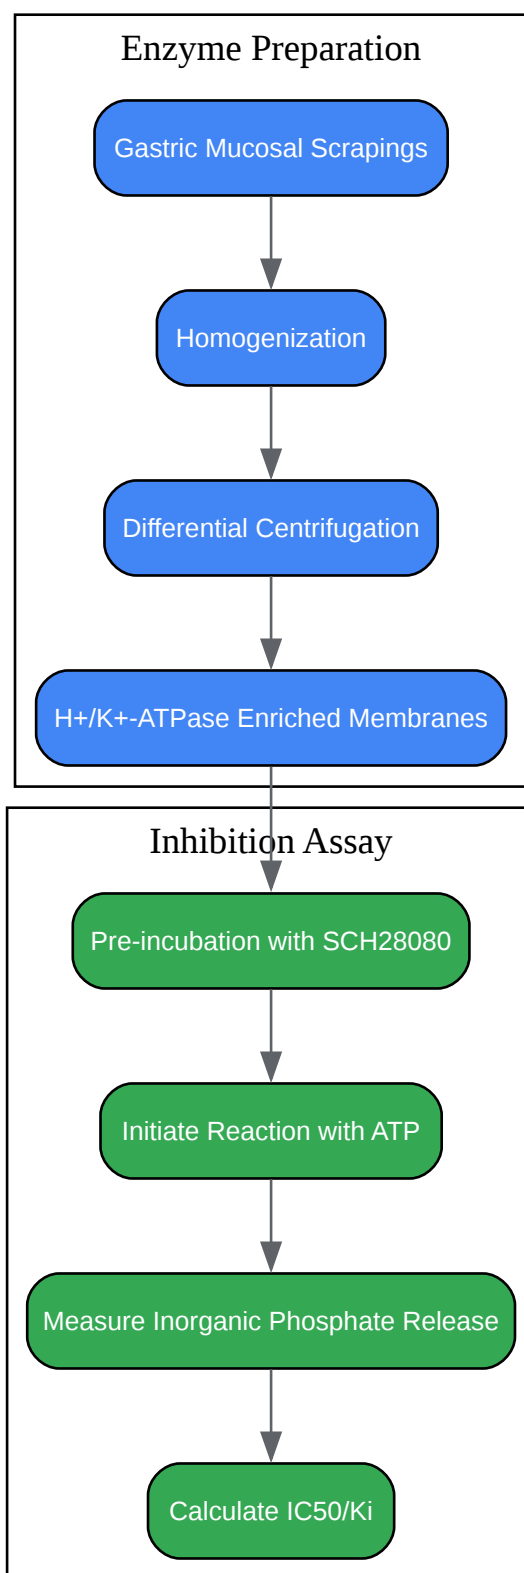 Enzyme Preparation
Gastric Mucosal Scrapings
Homogenization
Differential Centrifugation
H+/K+-ATPase Enriched Membranes
Inhibition Assay
Pre-incubation with SCH28080
Initiate Reaction with ATP
Measure Inorganic Phosphate Release
Calculate IC50/Ki